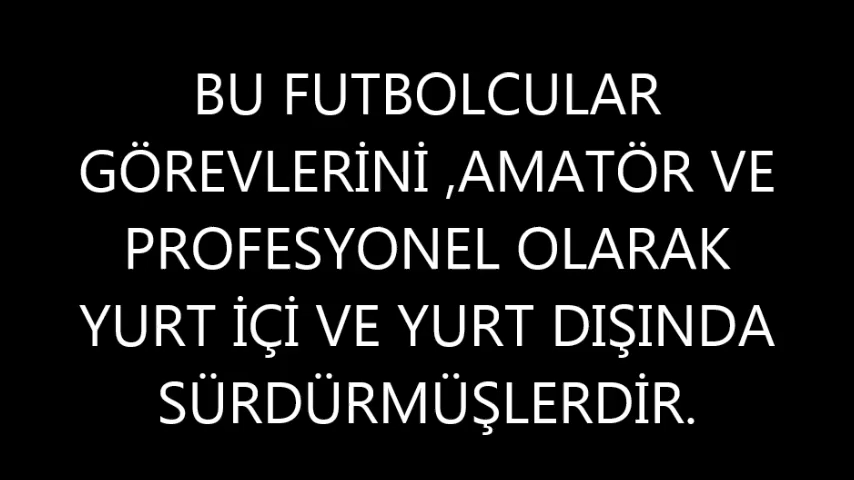 BU FUTBOLCULAR
GÖREVLERİNİ ,AMATÖR VE
PROFESYONEL OLARAK
YURT İÇİ VE YURT DIŞINDA
SÜRDÜRMÜŞLERDİR.